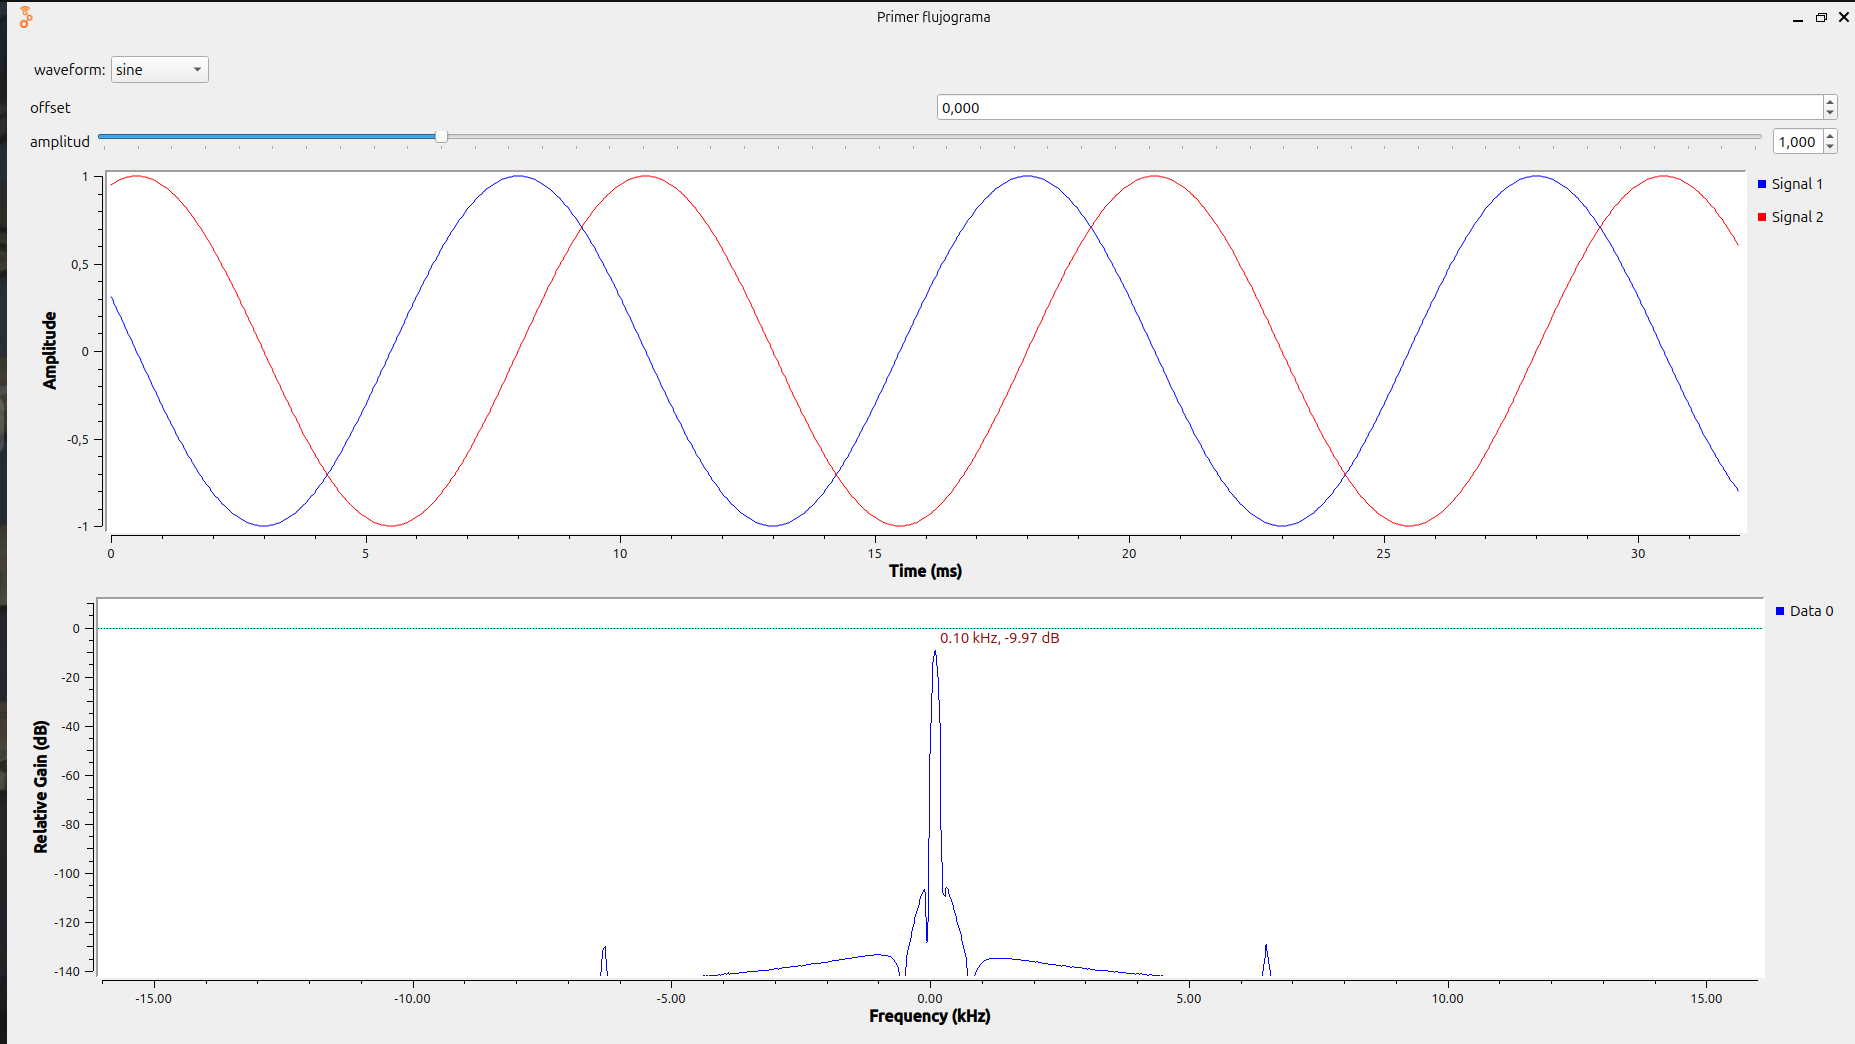 Primer flujograma
waveform: sine
offset 0,000
amplitud 1,000
1
0,5
0
-0,5
-1
Amplitude
Signal 1
Signal 2
0 5 10 15 20 25 30
Time (ms)
0
-20
-40
-60
-80
-100
-120
-140
Relative Gain (dB)
0.10 kHz, -9.97 dB
Data 0
-15.00 -10.00 -5.00 0.00 5.00 10.00 15.00
Frequency (kHz)